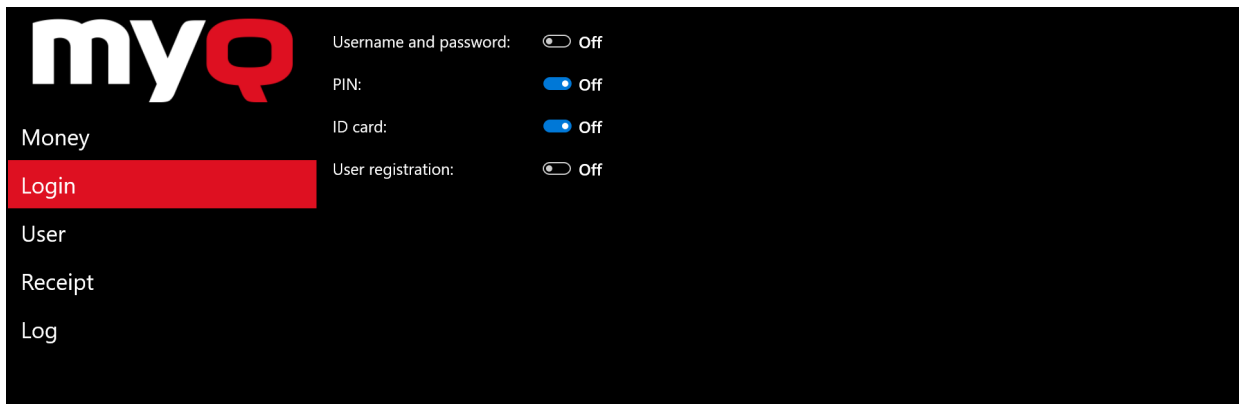 myQ
Money
Login
User
Receipt
Log
Username and password: Off
PIN: Off
ID card: Off
User registration: Off